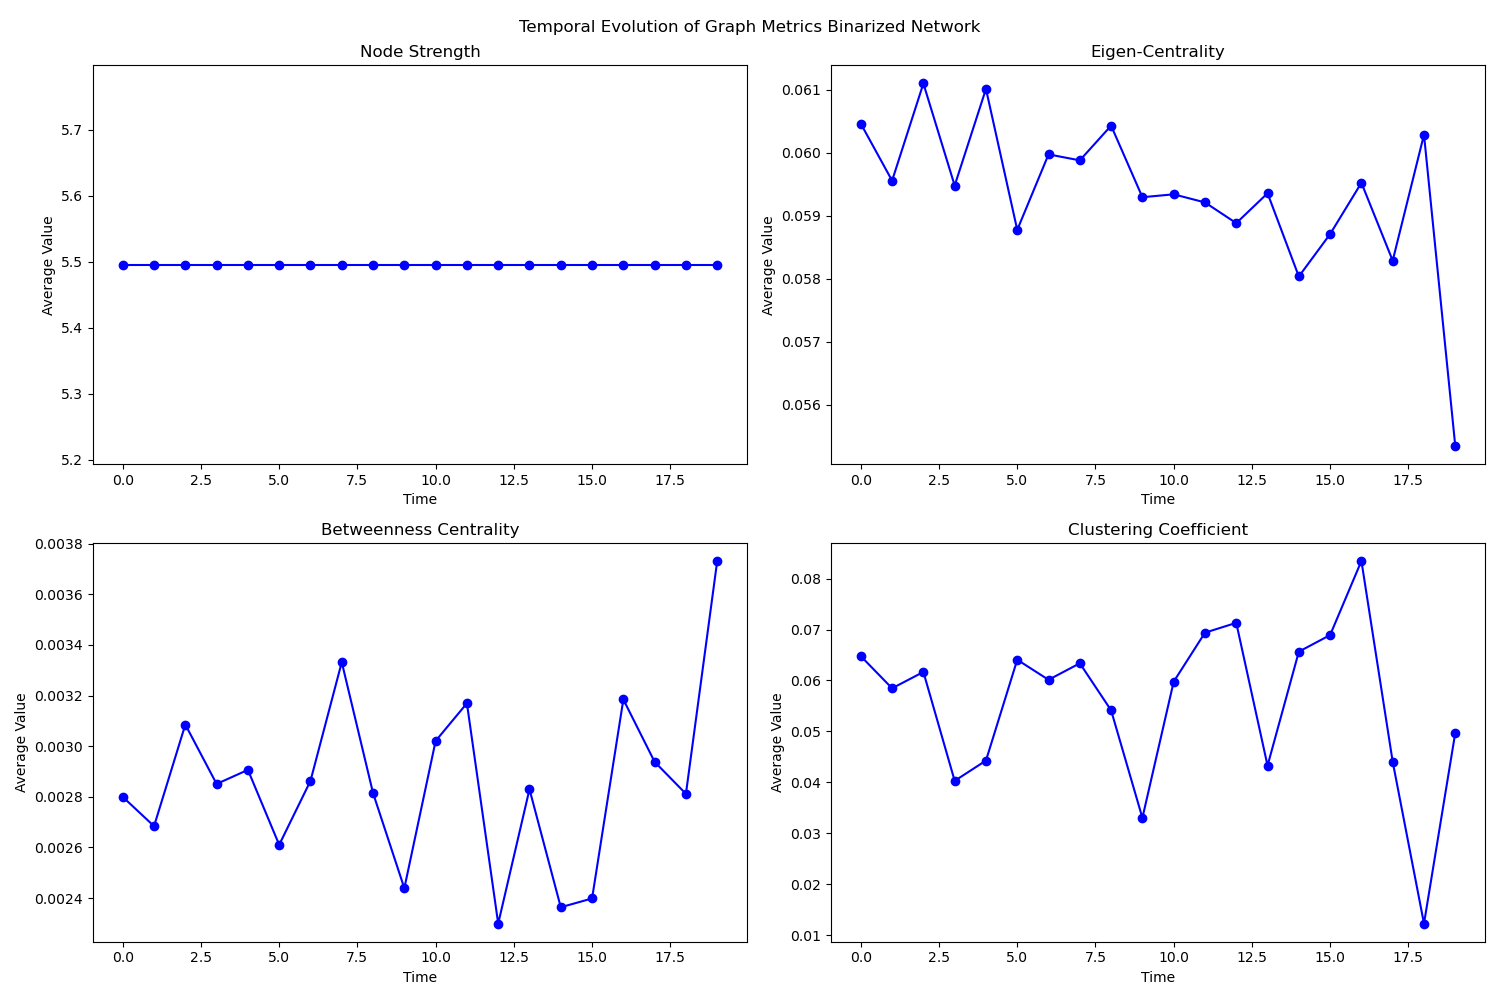 Temporal Evolution of Graph Metrics Binarized Network
Node Strength
Average Value
5.7
5.6
5.5
5.4
5.3
5.2
0.0 2.5 5.0 7.5 10.0 12.5 15.0 17.5
Time
Eigen-Centrality
Average Value
0.061
0.060
0.059
0.058
0.057
0.056
0.0 2.5 5.0 7.5 10.0 12.5 15.0 17.5
Time
Betweenness Centrality
Average Value
0.0038
0.0036
0.0034
0.0032
0.0030
0.0028
0.0026
0.0024
0.0 2.5 5.0 7.5 10.0 12.5 15.0 17.5
Time
Clustering Coefficient
Average Value
0.08
0.07
0.06
0.05
0.04
0.03
0.02
0.01
0.0 2.5 5.0 7.5 10.0 12.5 15.0 17.5
Time